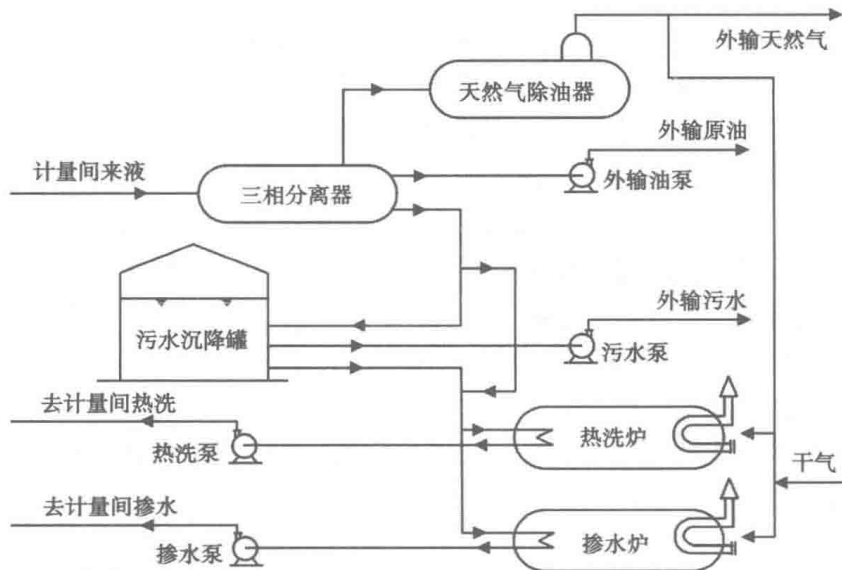 外输天然气
天然气除油器
外输原油
计量间来液
三相分离器
外输油泵
外输污水
污水沉降罐
污水泵
去计量间热洗
热洗泵
热洗炉
干气
去计量间掺水
掺水泵
掺水炉